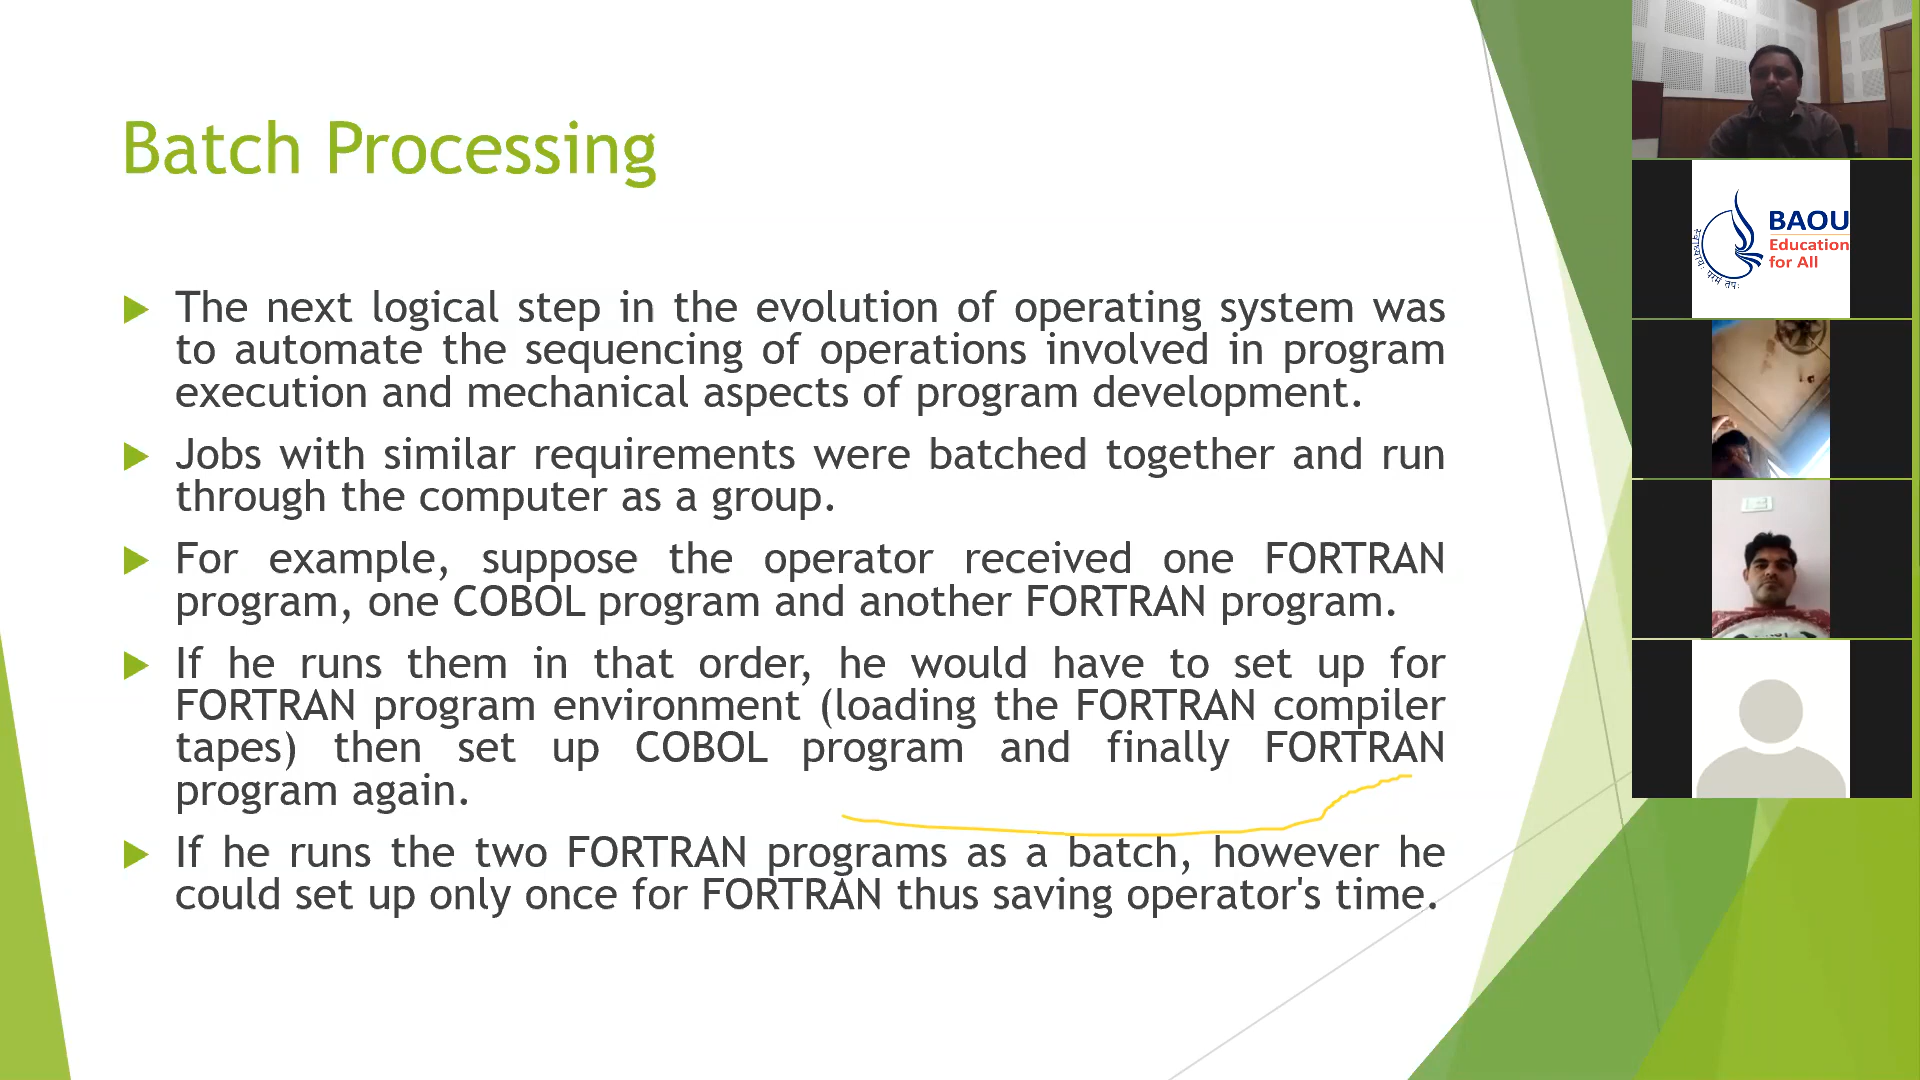 Batch Processing
The next logical step in the evolution of operating system was
to automate the sequencing of operations involved in program
execution and mechanical aspects of program development.
Jobs with similar requirements were batched together and run
through the computer as a group.
For example, suppose the operator received one FORTRAN
program, one COBOL program and another FORTRAN program.
If he runs them in that order, he would have to set up for
FORTRAN program environment (loading the FORTRAN compiler
tapes) then set up COBOL program and finally FORTRAN
program again.
If he runs the two FORTRAN programs as a batch, however he
could set up only once for FORTRAN thus saving operator's time.
BAOU
Education
for All